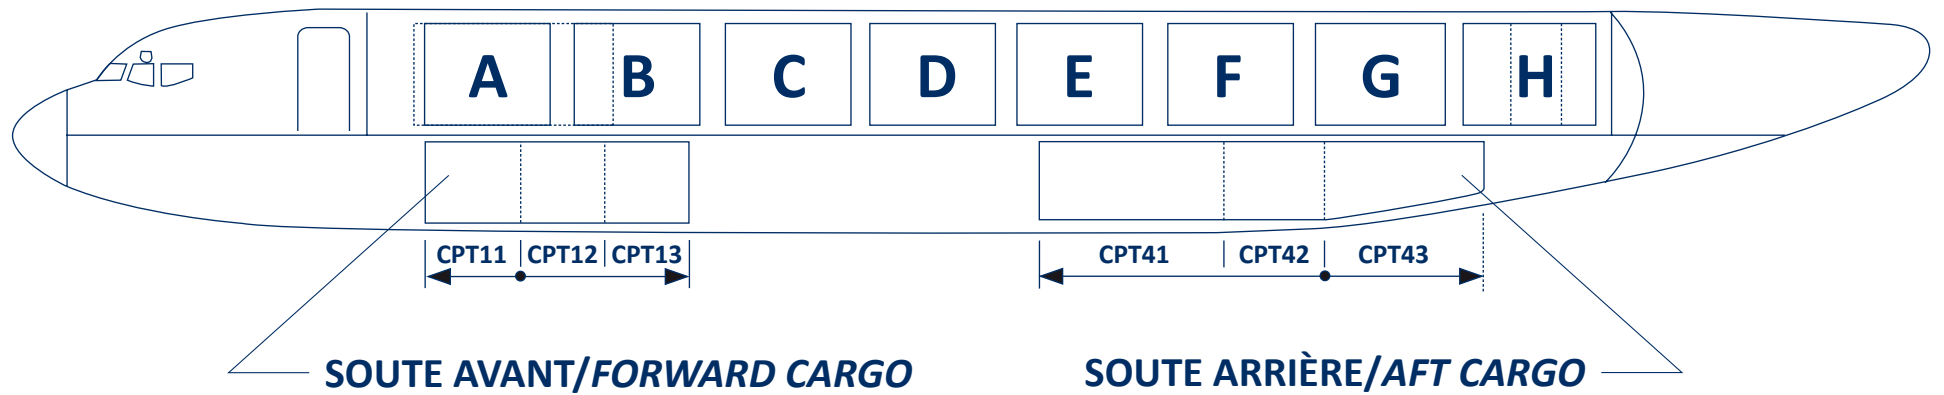 A B C D E F G H
CPT11 CPT12 CPT13 CPT41 CPT42 CPT43
SOUTE AVANT/FORWARD CARGO SOUTE ARRIÈRE/AFT CARGO